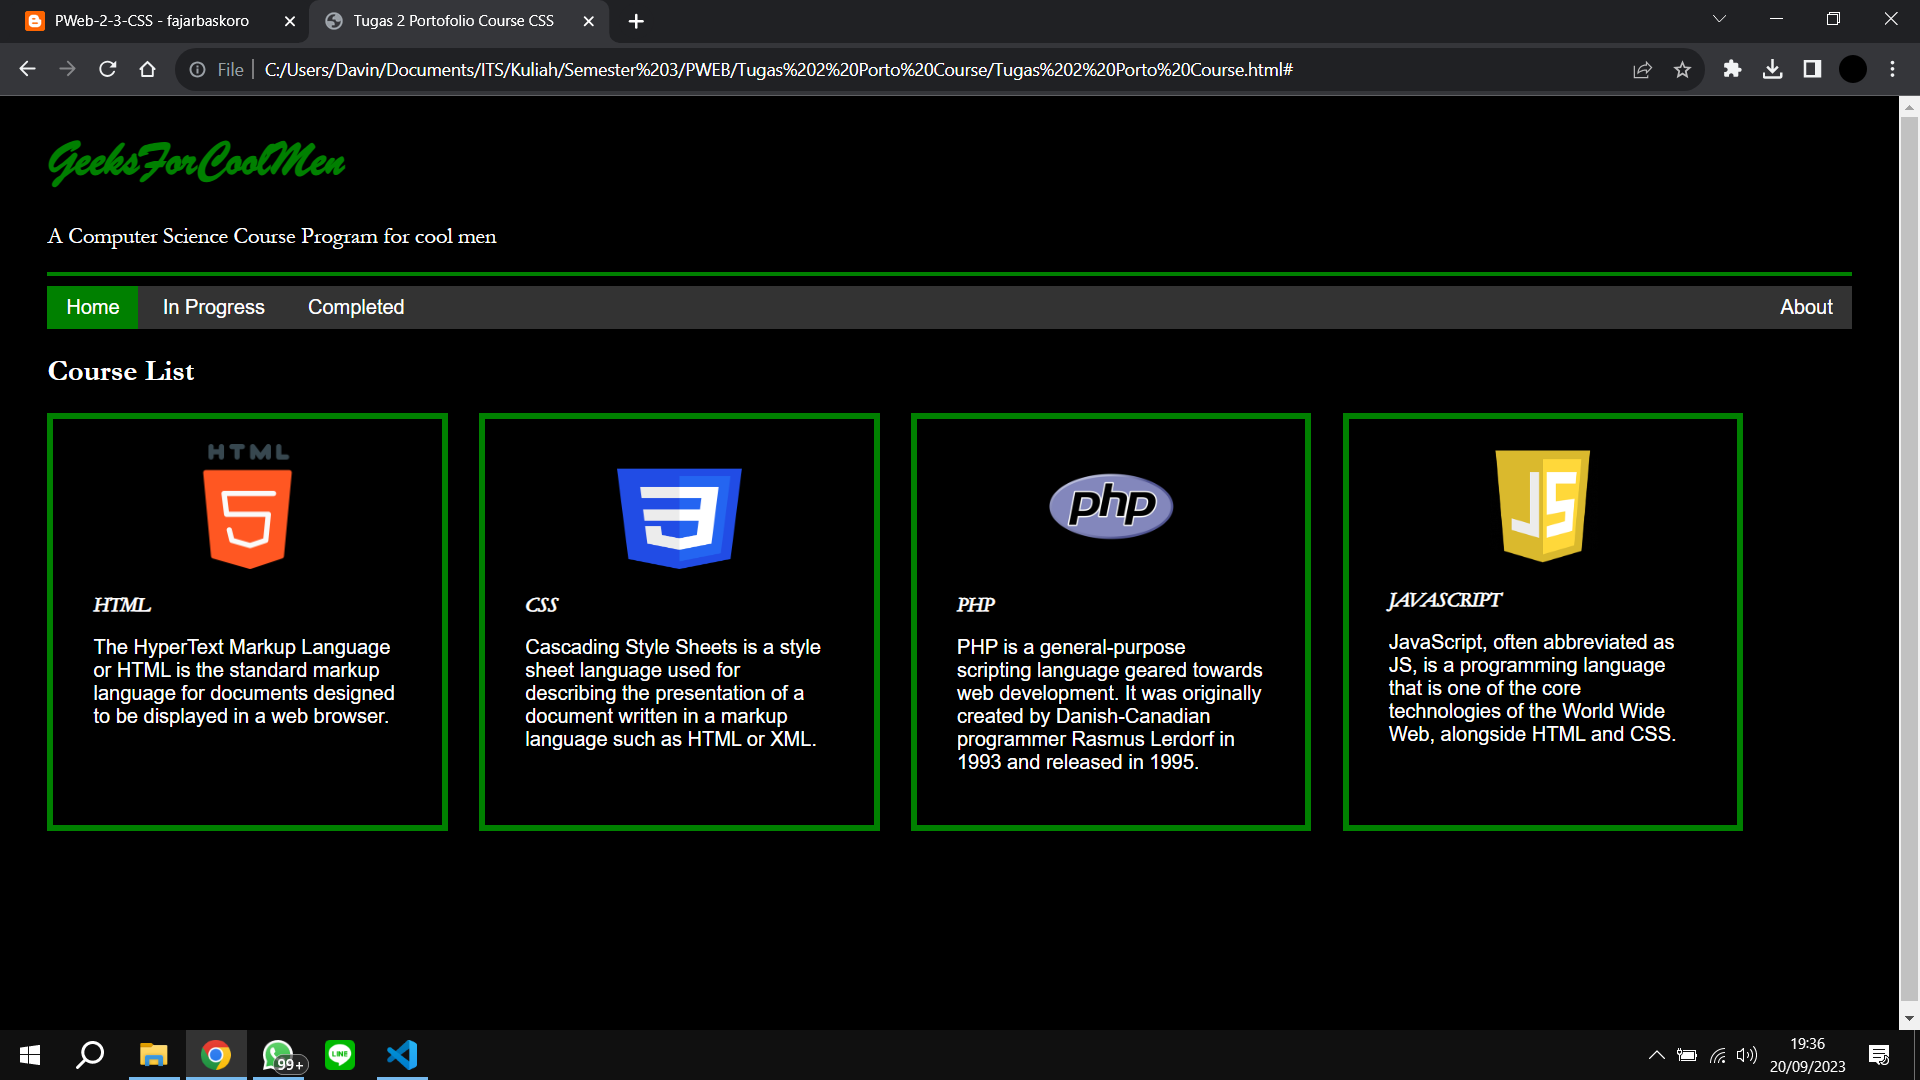 PWeb-2-3-CSS - fajarbaskoro
Tugas 2 Portofolio Course CSS
File
C:/Users/Davin/Documents/ITS/Kuliah/Semester%203/PWEB/Tugas%202%20Porto%20Course/Tugas%202%20Porto%20Course.html#
GeeksForCoolMen
A Computer Science Course Program for cool men
Home In Progress Completed About
Course List
HTML
5
HTML
The HyperText Markup Language
or HTML is the standard markup
language for documents designed
to be displayed in a web browser.
3
CSS
Cascading Style Sheets is a style
sheet language used for
describing the presentation of a
document written in a markup
language such as HTML or XML.
php
PHP
PHP is a general-purpose
scripting language geared towards
web development. It was originally
created by Danish-Canadian
programmer Rasmus Lerdorf in
1993 and released in 1995.
JS
JAVASCRIPT
JavaScript, often abbreviated as
JS, is a programming language
that is one of the core
technologies of the World Wide
Web, alongside HTML and CSS.
99+
LINE
19:36
20/09/2023